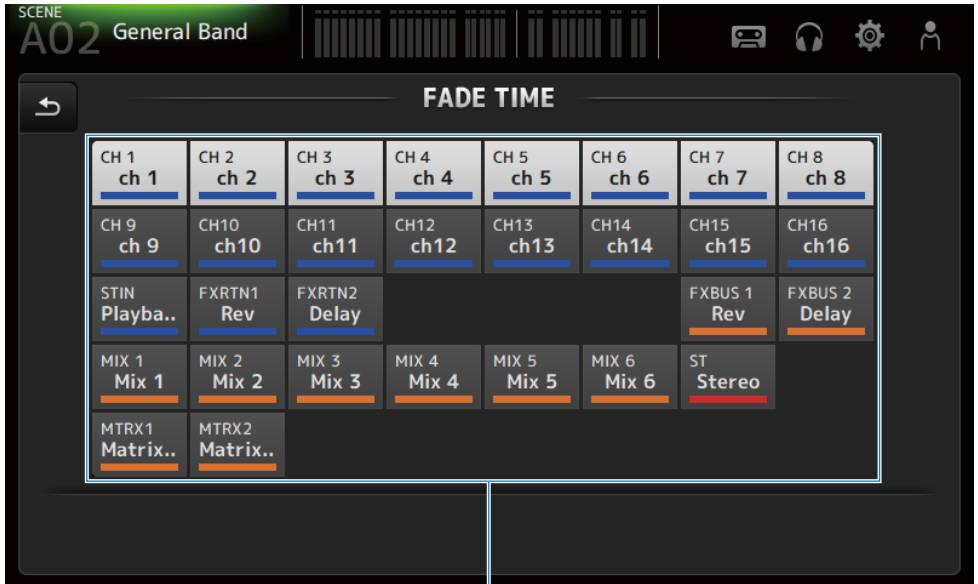 SCENE
A02 General Band
FADE TIME
CH 1 CH 2 CH 3 CH 4 CH 5 CH 6 CH 7 CH 8
ch 1 ch 2 ch 3 ch 4 ch 5 ch 6 ch 7 ch 8
CH 9 CH10 CH11 CH12 CH13 CH14 CH15 CH16
ch 9 ch10 ch11 ch12 ch13 ch14 ch15 ch16
STIN FXRTN1 FXRTN2 FXBUS 1 FXBUS 2
Playba.. Rev Delay Rev Delay
MIX 1 MIX 2 MIX 3 MIX 4 MIX 5 MIX 6 ST
Mix 1 Mix 2 Mix 3 Mix 4 Mix 5 Mix 6 Stereo
MTRX1 MTRX2
Matrix.. Matrix..